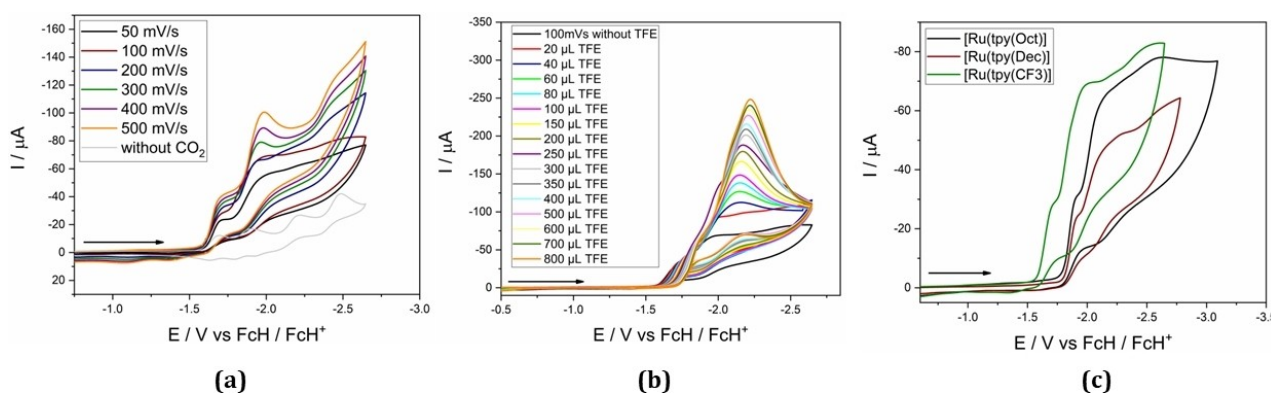 -160
-140
-120
-100
-80
-60
-40
-20
0
20
I / µA
50 mV/s
100 mV/s
200 mV/s
300 mV/s
400 mV/s
500 mV/s
without CO₂
-1.0
-1.5
-2.0
-2.5
-3.0
E / V vs FcH / FcH⁺
(a)
-350
-300
-250
-200
-150
-100
-50
0
I / µA
100mVs without TFE
20 µL TFE
40 µL TFE
60 µL TFE
80 µL TFE
100 µL TFE
150 µL TFE
200 µL TFE
250 µL TFE
300 µL TFE
350 µL TFE
400 µL TFE
500 µL TFE
600 µL TFE
700 µL TFE
800 µL TFE
-0.5
-1.0
-1.5
-2.0
-2.5
E / V vs FcH / FcH⁺
(b)
-80
-60
-40
-20
0
I / µA
[Ru(tpy(Oct)]
[Ru(tpy(Dec)]
[Ru(tpy(CF3)]
-1.0
-1.5
-2.0
-2.5
-3.0
-3.5
E / V vs FcH / FcH⁺
(c)